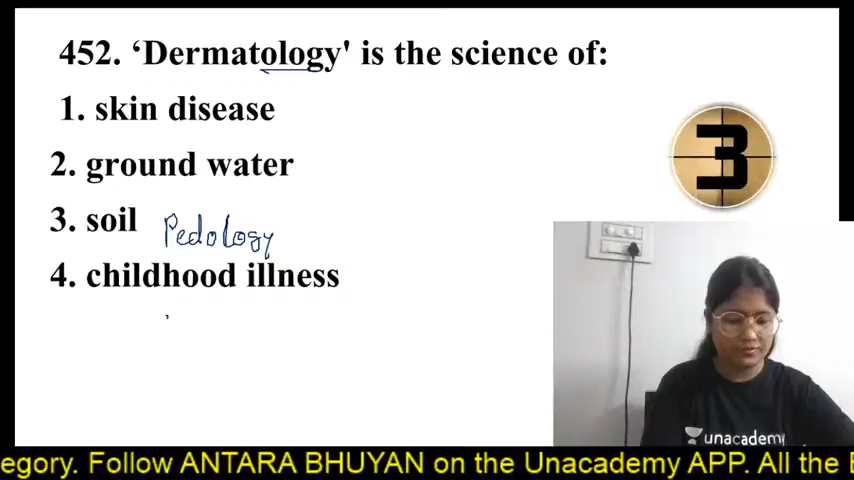 452. ‘Dermatology' is the science of:
1. skin disease
2. ground water
3. soil Pedology
4. childhood illness
3
unacademy
egory. Follow ANTARA BHUYAN on the Unacademy APP. All the